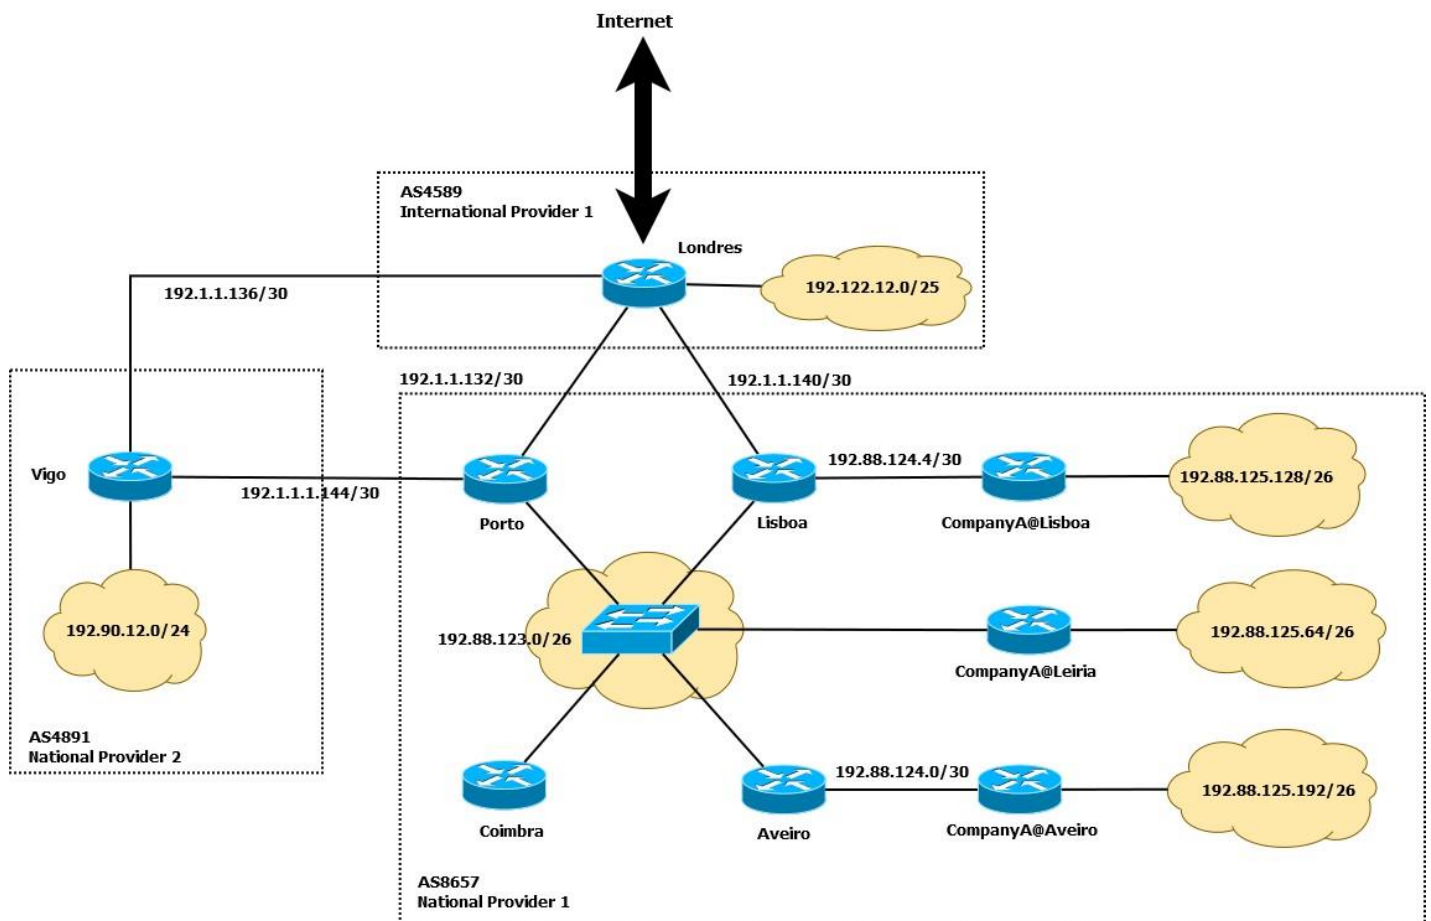 Internet
AS4589
International Provider 1
Londres
192.122.12.0/25
192.1.1.136/30
192.1.1.132/30
192.1.1.140/30
Vigo
192.1.1.1.144/30
Porto
Lisboa
192.88.124.4/30
CompanyA@Lisboa
192.88.125.128/26
192.90.12.0/24
192.88.123.0/26
CompanyA@Leiria
192.88.125.64/26
AS4891
National Provider 2
Coimbra
Aveiro
192.88.124.0/30
CompanyA@Aveiro
192.88.125.192/26
AS8657
National Provider 1